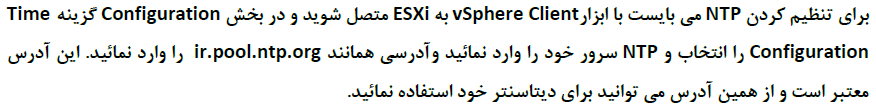 برای تنظیم کردن NTP می بایست با ابزارvSphere Client به ESXi متصل شوید و در بخش Configuration گزینه Time
Configuration را انتخاب و NTP سرور خود را وارد نمائید وآدرسی همانند ir.pool.ntp.org را وارد نمائید. این آدرس
معتبر است و از همین آدرس می توانید برای دیتاسنتر خود استفاده نمائید.